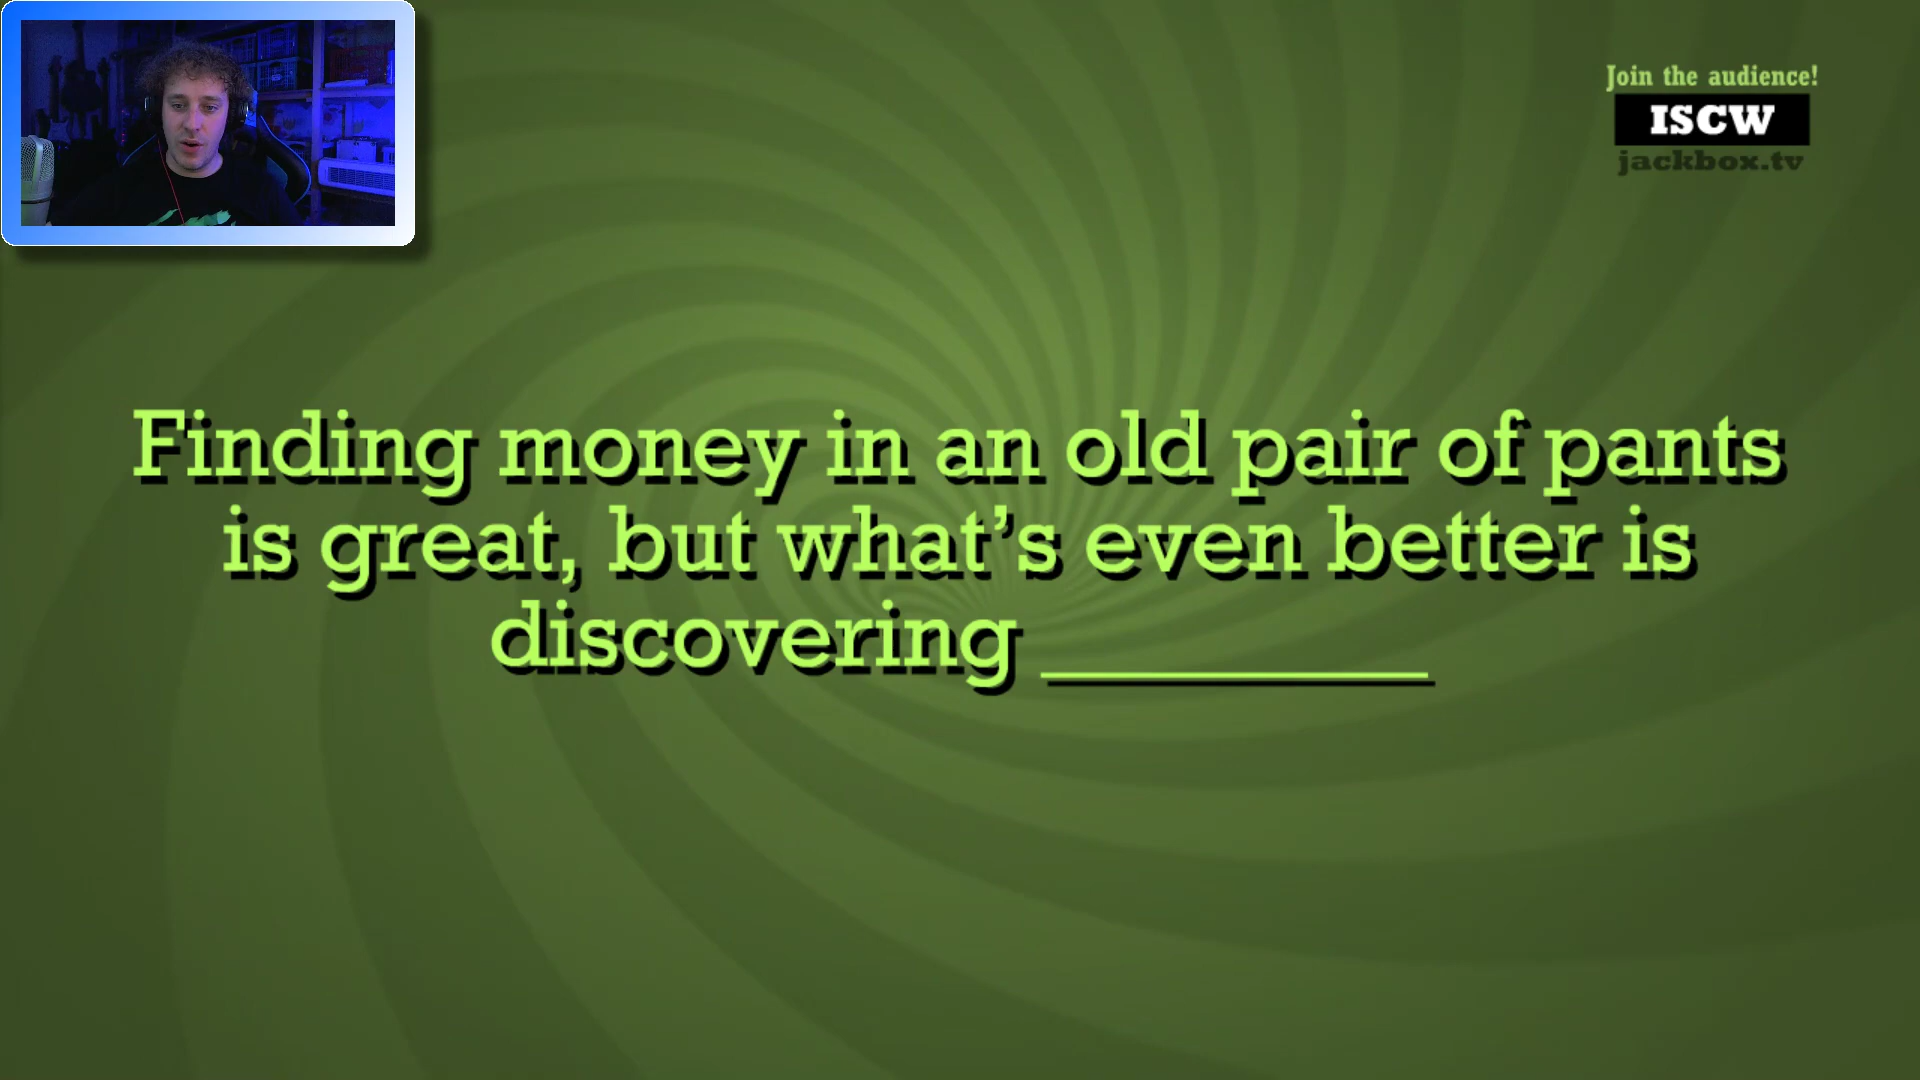 Join the audience!
ISCW
jackbox.tv
Finding money in an old pair of pants
is great, but what’s even better is
discovering ________